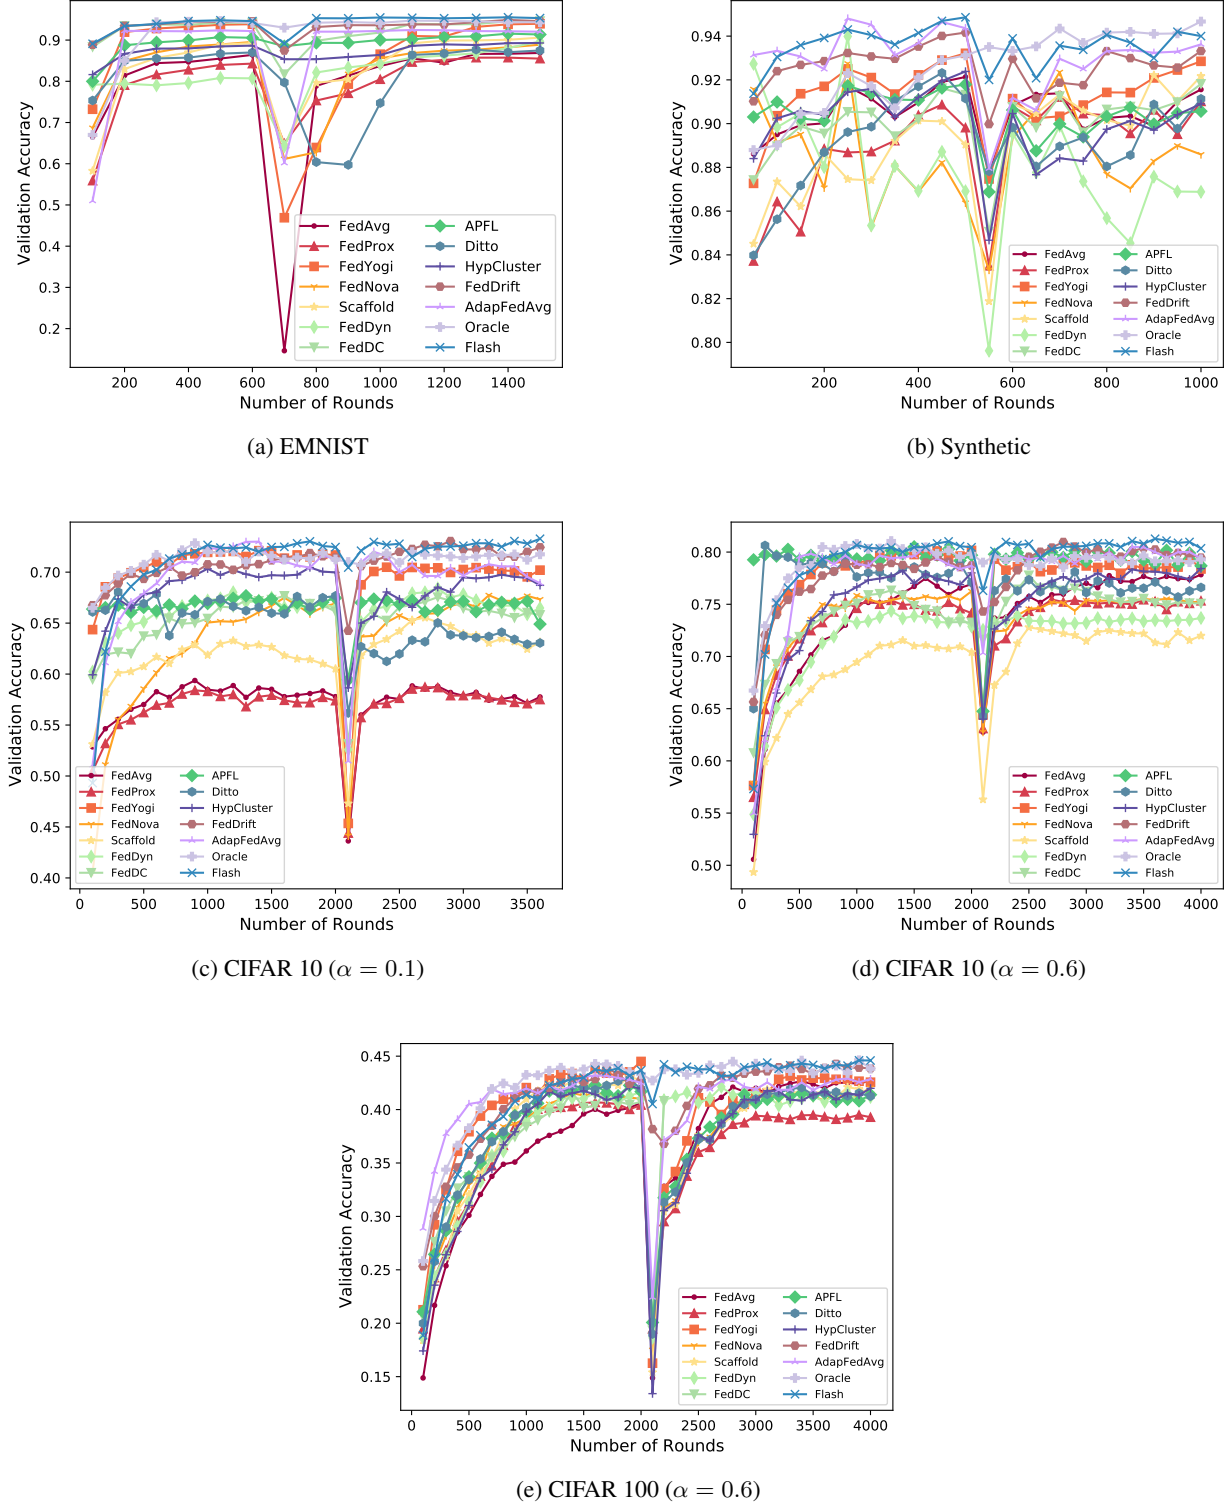 0.9
0.8
0.7
0.6
0.5
0.4
0.3
0.2
Validation Accuracy
FedAvg
FedProx
FedYogi
FedNova
Scaffold
FedDyn
FedDC
APFL
Ditto
HypCluster
FedDrift
AdapFedAvg
Oracle
Flash
200 400 600 800 1000 1200 1400
Number of Rounds
(a) EMNIST
0.94
0.92
0.90
0.88
0.86
0.84
0.82
0.80
Validation Accuracy
FedAvg
FedProx
FedYogi
FedNova
Scaffold
FedDyn
FedDC
APFL
Ditto
HypCluster
FedDrift
AdapFedAvg
Oracle
Flash
200 400 600 800 1000
Number of Rounds
(b) Synthetic
0.70
0.65
0.60
0.55
0.50
0.45
0.40
Validation Accuracy
FedAvg
FedProx
FedYogi
FedNova
Scaffold
FedDyn
FedDC
APFL
Ditto
HypCluster
FedDrift
AdapFedAvg
Oracle
Flash
0 500 1000 1500 2000 2500 3000 3500
Number of Rounds
(c) CIFAR 10 (α = 0.1)
0.80
0.75
0.70
0.65
0.60
0.55
0.50
Validation Accuracy
FedAvg
FedProx
FedYogi
FedNova
Scaffold
FedDyn
FedDC
APFL
Ditto
HypCluster
FedDrift
AdapFedAvg
Oracle
Flash
0 500 1000 1500 2000 2500 3000 3500 4000
Number of Rounds
(d) CIFAR 10 (α = 0.6)
0.45
0.40
0.35
0.30
0.25
0.20
0.15
Validation Accuracy
FedAvg
FedProx
FedYogi
FedNova
Scaffold
FedDyn
FedDC
APFL
Ditto
HypCluster
FedDrift
AdapFedAvg
Oracle
Flash
0 500 1000 1500 2000 2500 3000 3500 4000
Number of Rounds
(e) CIFAR 100 (α = 0.6)